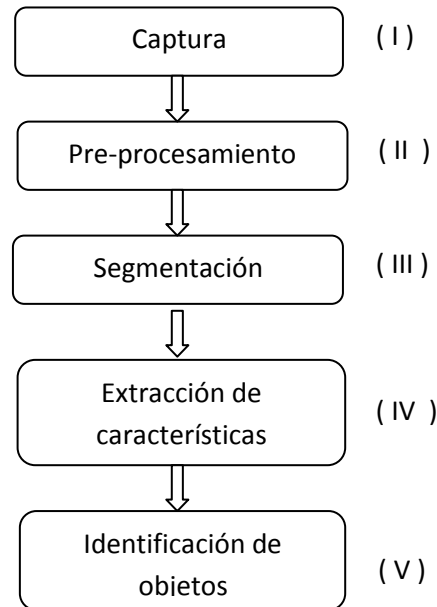 Captura ( I )
Pre-procesamiento ( II )
Segmentación ( III )
Extracción de
características ( IV )
Identificación de
objetos ( V )